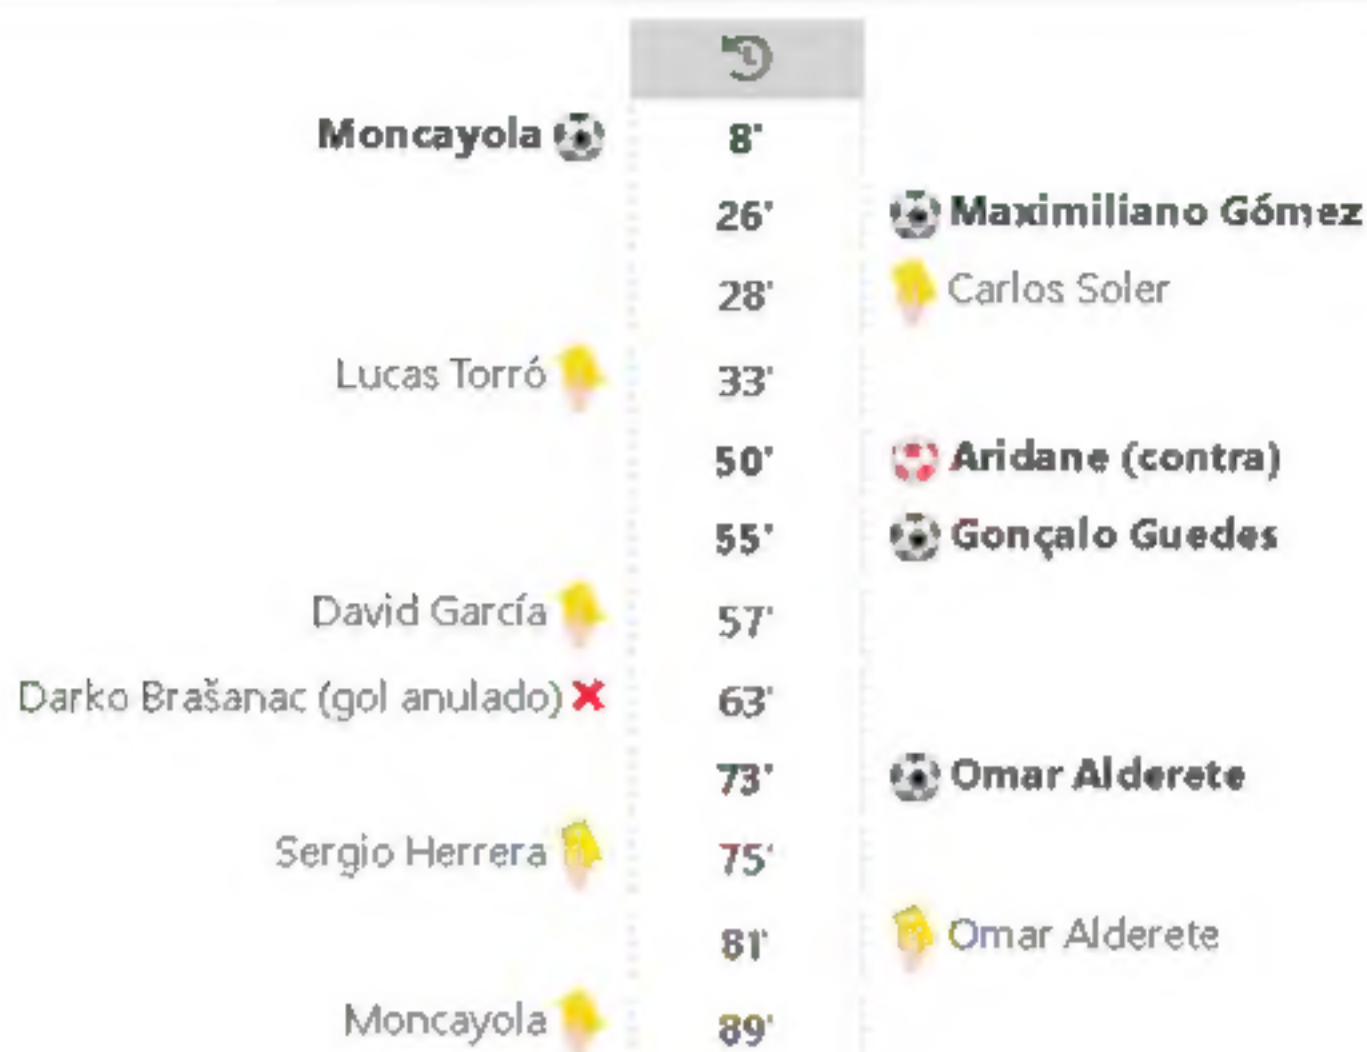 Moncayola 8'
26' Maximiliano Gómez
28' Carlos Soler
Lucas Torró 33'
50' Aridane (contra)
55' Gonçalo Guedes
David García 57'
Darko Brašanac (gol anulado) 63'
73' Omar Alderete
Sergio Herrera 75'
81' Omar Alderete
Moncayola 89'